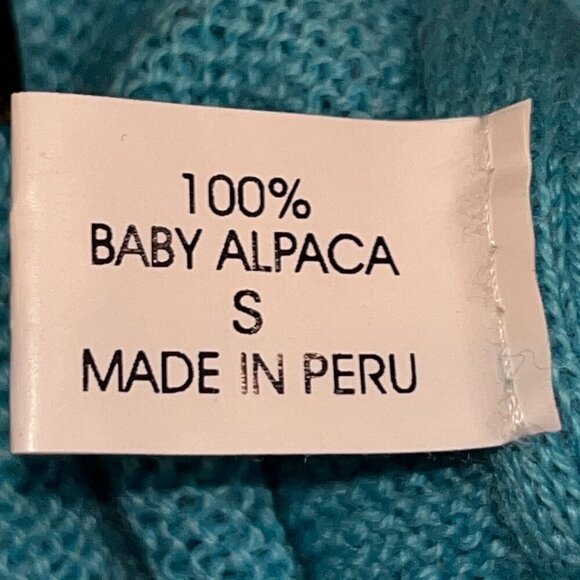 100%
BABY ALPACA
S
MADE IN PERU